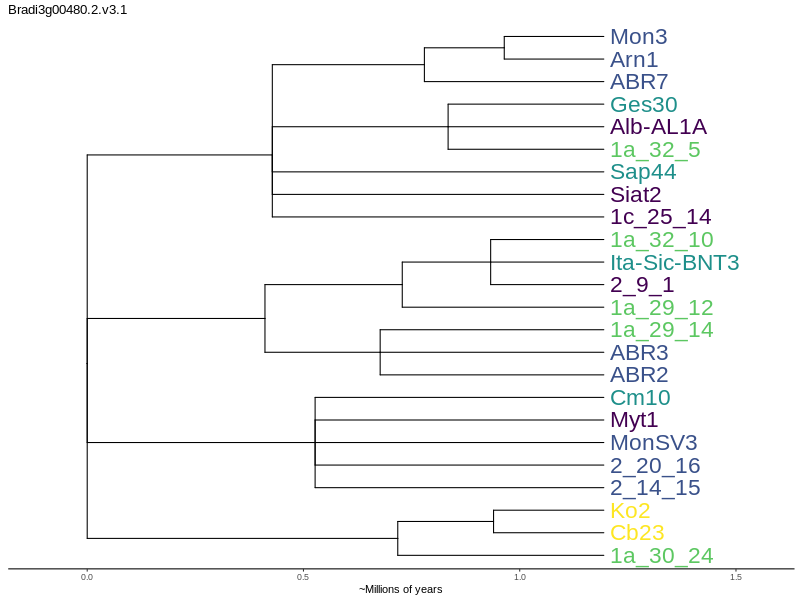 Bradi3g00480.2.v3.1
Mon3
Arn1
ABR7
Ges30
Alb-AL1A
1a_32_5
Sap44
Siat2
1c_25_14
1a_32_10
Ita-Sic-BNT3
2_9_1
1a_29_12
1a_29_14
ABR3
ABR2
Cm10
Myt1
MonSV3
2_20_16
2_14_15
Ko2
Cb23
1a_30_24
0.0 0.5 1.0 1.5
~Millions of years